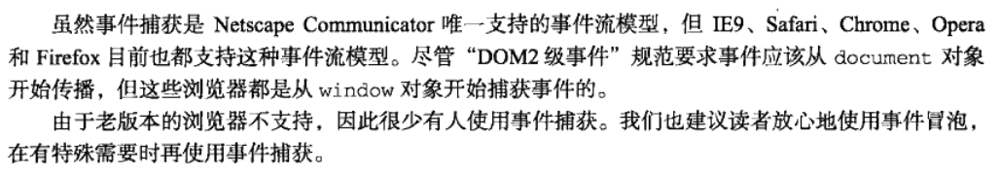 虽然事件捕获是 Netscape Communicator 唯一支持的事件流模型，但 IE9、Safari、Chrome、Opera
和 Firefox 目前也都支持这种事件流模型。尽管“DOM2 级事件”规范要求事件应该从 document 对象
开始传播，但这些浏览器都是从 window 对象开始捕获事件的。
由于老版本的浏览器不支持，因此很少有人使用事件捕获。我们也建议读者放心地使用事件冒泡，
在有特殊需要时再使用事件捕获。